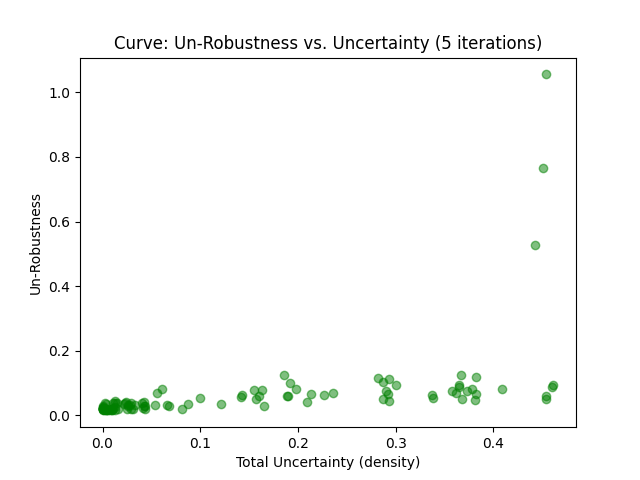 Curve: Un-Robustness vs. Uncertainty (5 iterations)
1.0
0.8
0.6
0.4
0.2
0.0
Un-Robustness
0.0 0.1 0.2 0.3 0.4
Total Uncertainty (density)